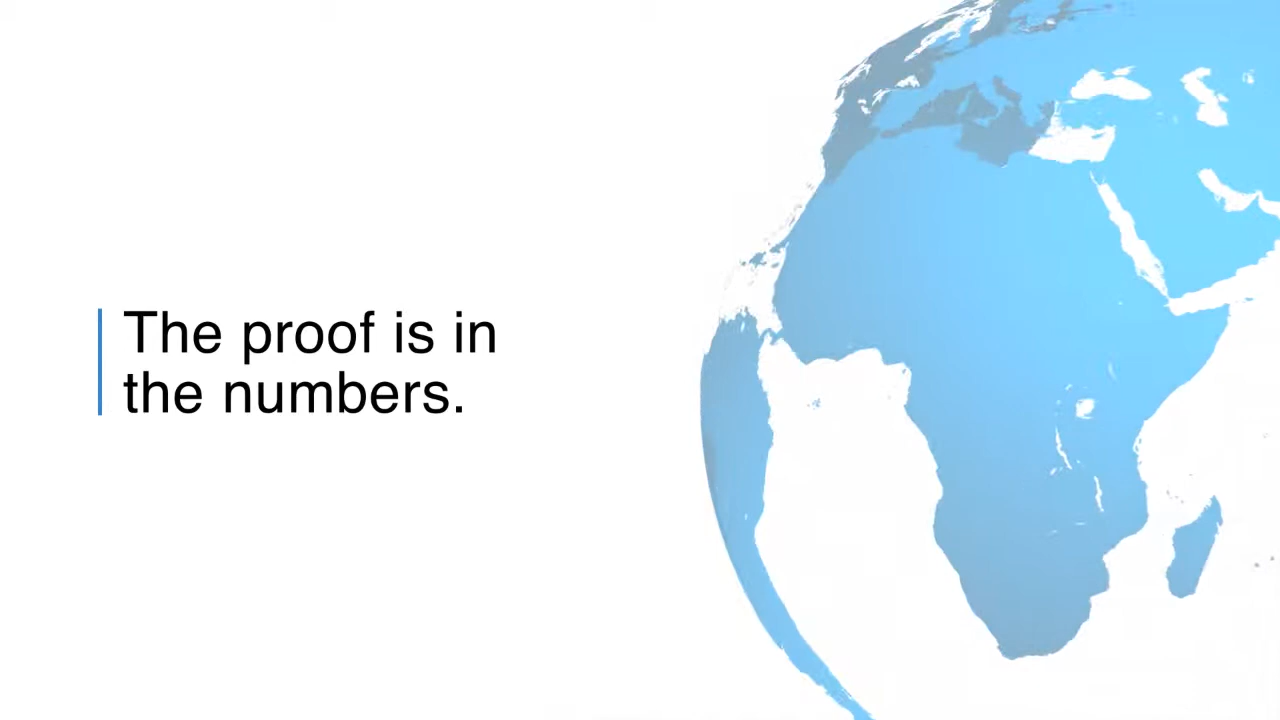 The proof is in
the numbers.